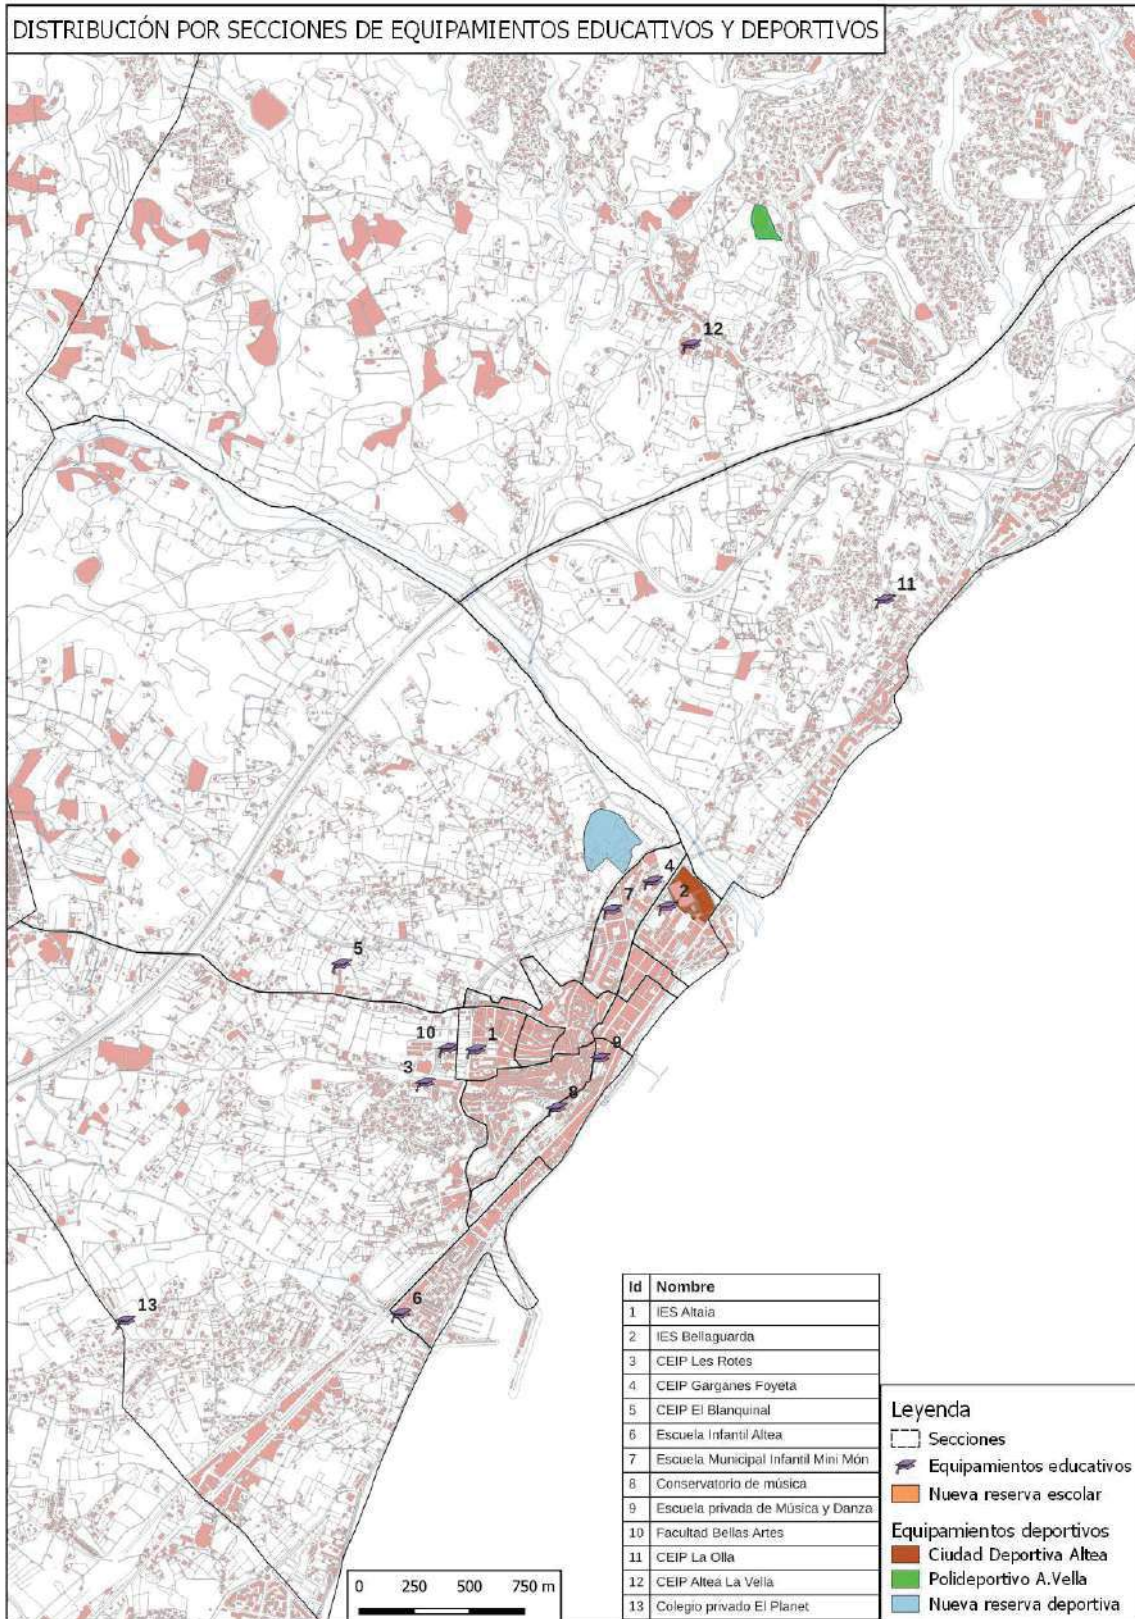 DISTRIBUCIÓN POR SECCIONES DE EQUIPAMIENTOS EDUCATIVOS Y DEPORTIVOS
12
11
4
7
2
5
10
1
9
3
8
13
6
Id Nombre
1 IES Altaia
2 IES Bellaguarda
3 CEIP Les Rotes
4 CEIP Garganes Foyeta
5 CEIP El Blanquinal
6 Escuela Infantil Altea
7 Escuela Municipal Infantil Mini Món
8 Conservatorio de música
9 Escuela privada de Música y Danza
10 Facultad Bellas Artes
11 CEIP La Olla
12 CEIP Altea La Vella
13 Colegio privado El Planet
Leyenda
Secciones
Equipamientos educativos
Nueva reserva escolar
Equipamientos deportivos
Ciudad Deportiva Altea
Polideportivo A.Vella
Nueva reserva deportiva
0 250 500 750 m